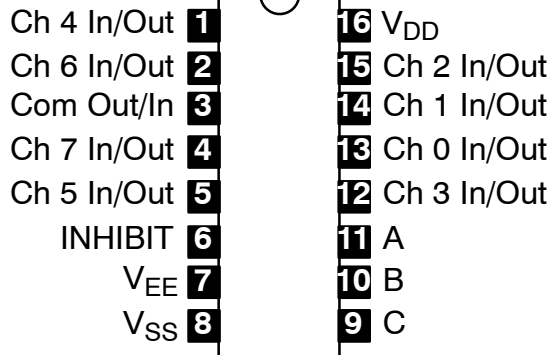 Ch 4 In/Out 1 16 VDD
Ch 6 In/Out 2 15 Ch 2 In/Out
Com Out/In 3 14 Ch 1 In/Out
Ch 7 In/Out 4 13 Ch 0 In/Out
Ch 5 In/Out 5 12 Ch 3 In/Out
INHIBIT 6 11 A
VEE 7 10 B
VSS 8 9 C